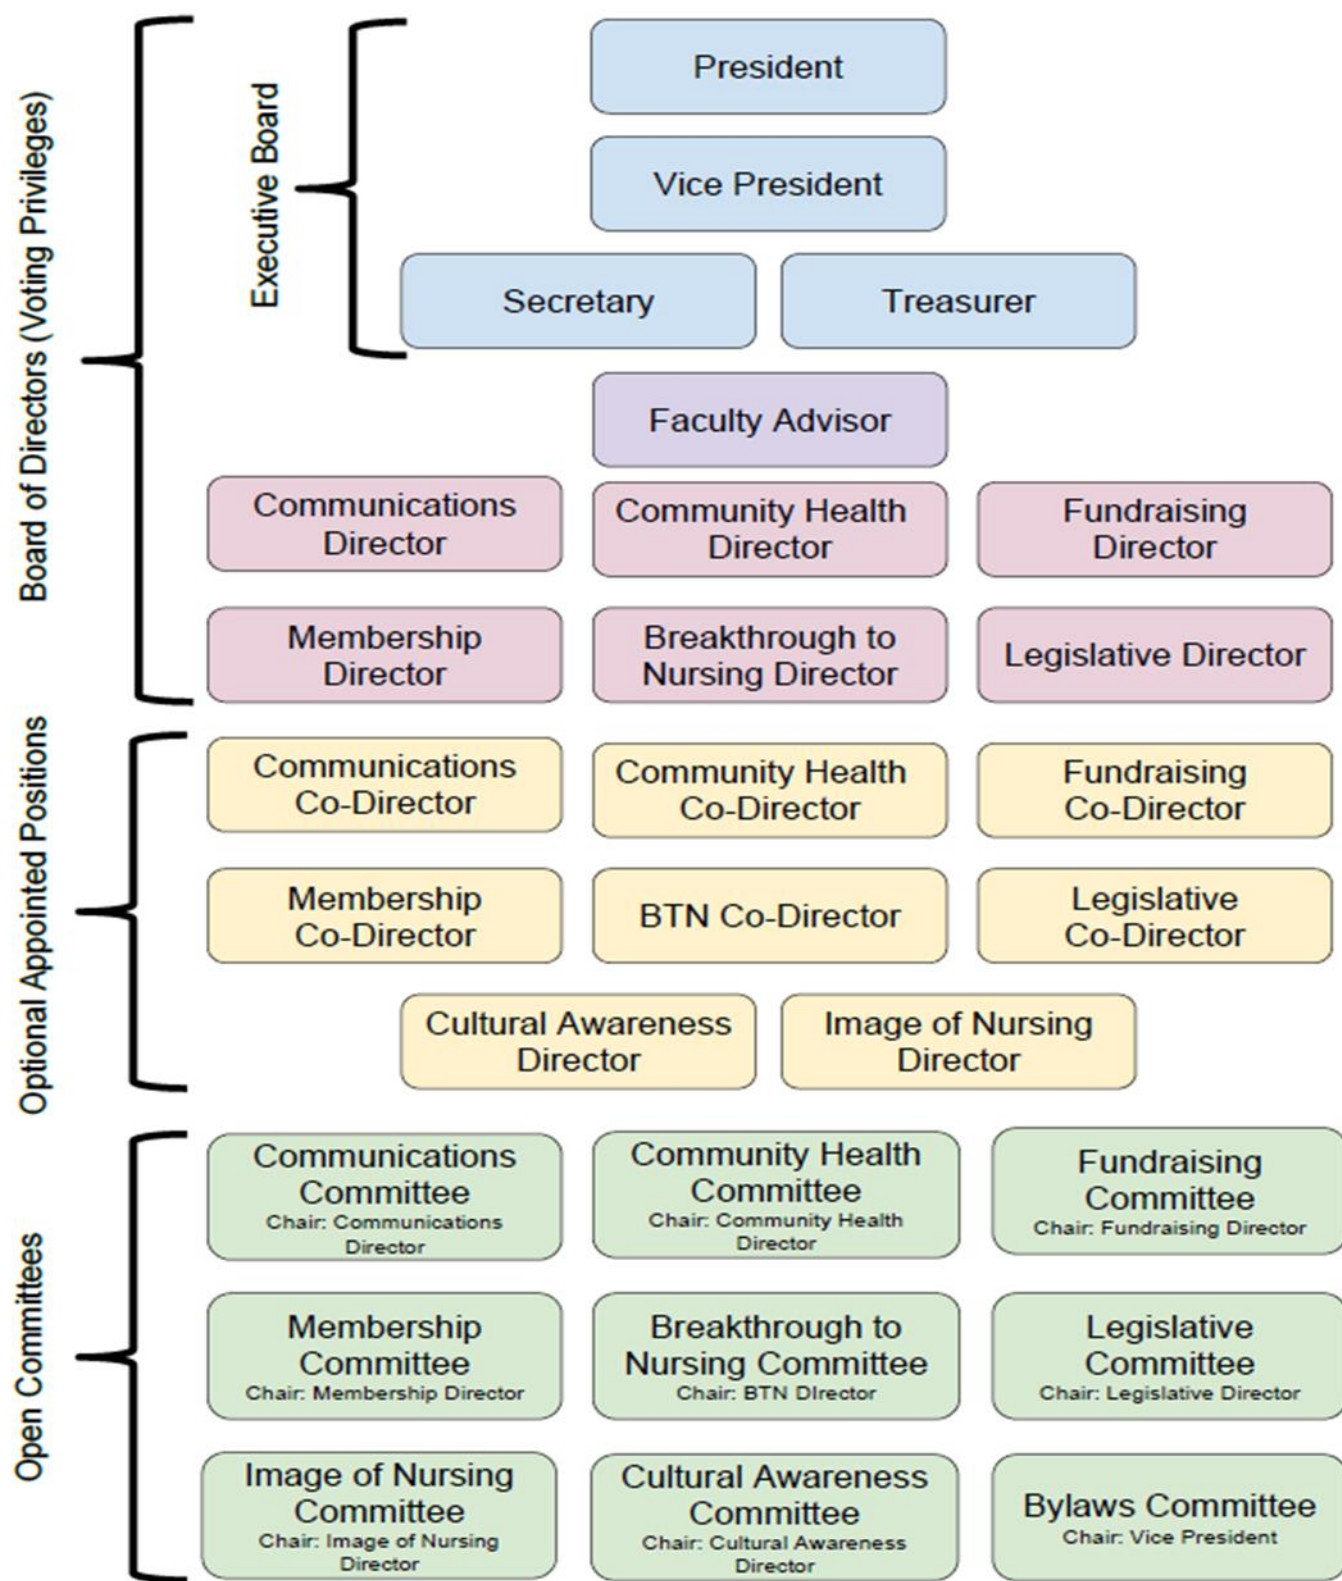 Board of Directors (Voting Privileges)
Executive Board
President
Vice President
Secretary
Treasurer
Faculty Advisor
Communications
Director
Community Health
Director
Fundraising
Director
Membership
Director
Breakthrough to
Nursing Director
Legislative Director
Optional Appointed Positions
Communications
Co-Director
Community Health
Co-Director
Fundraising
Co-Director
Membership
Co-Director
BTN Co-Director
Legislative
Co-Director
Cultural Awareness
Director
Image of Nursing
Director
Open Committees
Communications
Committee
Chair: Communications
Director
Community Health
Committee
Chair: Community Health
Director
Fundraising
Committee
Chair: Fundraising Director
Membership
Committee
Chair: Membership Director
Breakthrough to
Nursing Committee
Chair: BTN DIrector
Legislative
Committee
Chair: Legislative Director
Image of Nursing
Committee
Chair: Image of Nursing
Director
Cultural Awareness
Committee
Chair: Cultural Awareness
Director
Bylaws Committee
Chair: Vice President